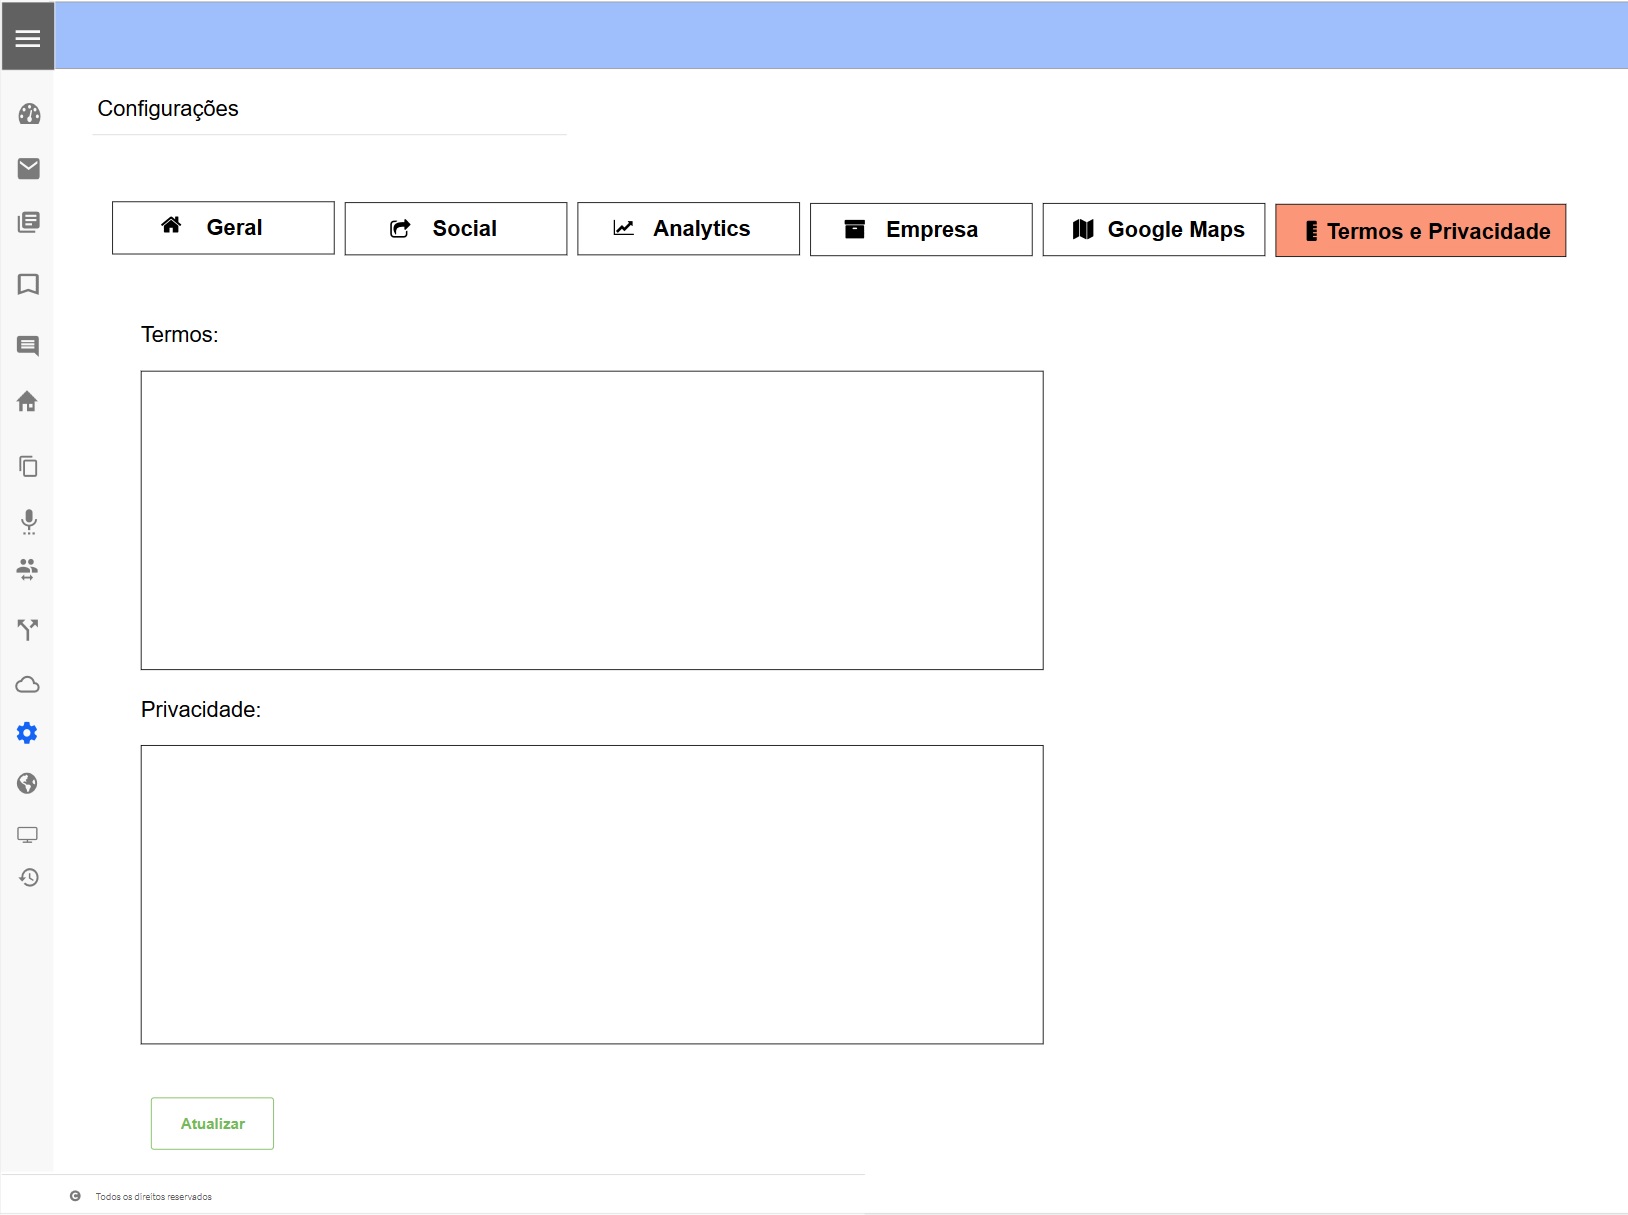 Configurações
Geral
Social
Analytics
Empresa
Google Maps
Termos e Privacidade
Termos:
Privacidade:
Atualizar
Todos os direitos reservados